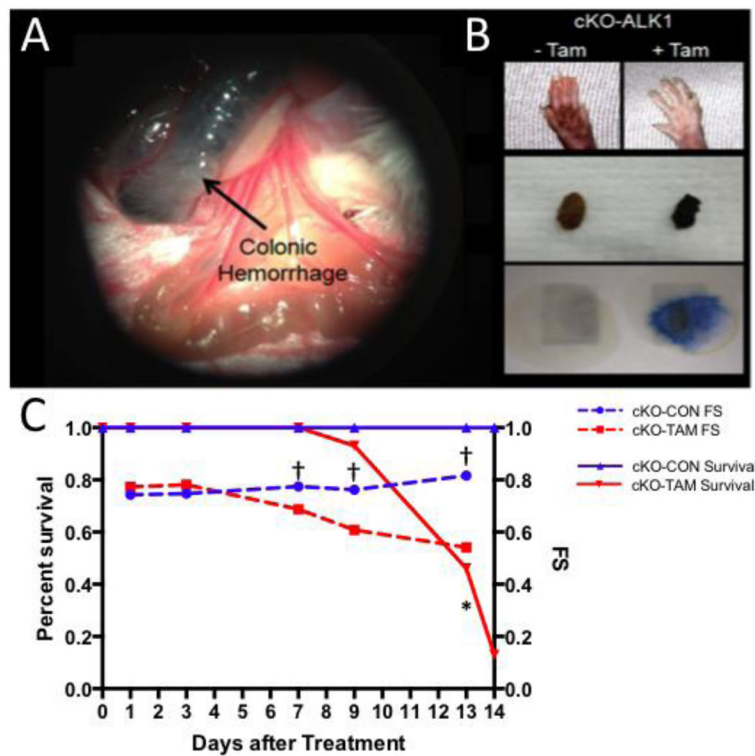 A
Colonic
Hemorrhage
B
cKO-ALK1
- Tam
+ Tam
C
cKO-CON FS
cKO-TAM FS
cKO-CON Surviva
cKO-TAM Survival
Percent survival
1.0
0.8
0.6
0.4
0.2
0.0
† † †
*
1.0
0.8
0.6
0.4
0.2
0.0
FS
0 1 2 3 4 5 6 7 8 9 10 11 12 13 14
Days after Treatment